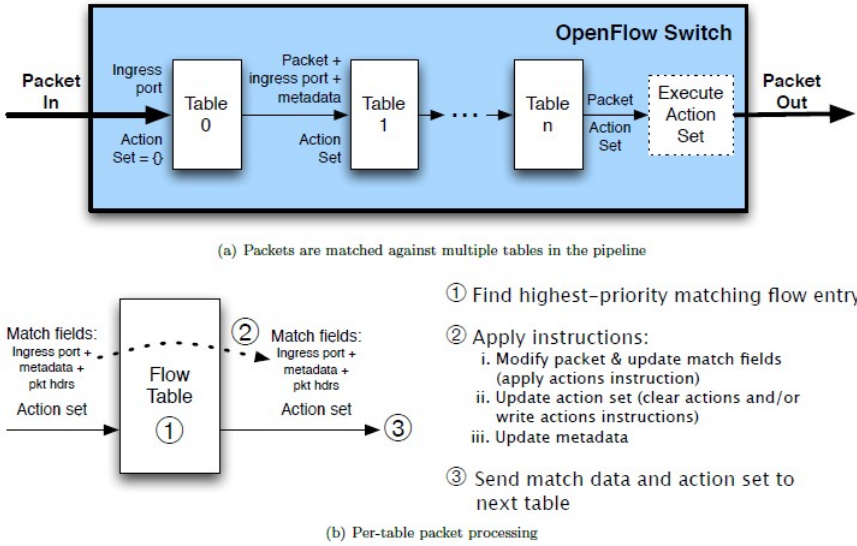 OpenFlow Switch
Packet
In
Ingress
port
Action
Set = {}
Table
0
Packet +
ingress port +
metadata
Action
Set
Table
1
...
Table
n
Packet
Action
Set
Execute
Action
Set
Packet
Out
(a) Packets are matched against multiple tables in the pipeline
Match fields:
Ingress port +
metadata +
pkt hdrs
Action set
Flow
Table
①
②
Match fields:
Ingress port +
metadata +
pkt hdrs
Action set
③
① Find highest-priority matching flow entry
② Apply instructions:
i. Modify packet & update match fields
(apply actions instruction)
ii. Update action set (clear actions and/or
write actions instructions)
iii. Update metadata
③ Send match data and action set to
next table
(b) Per-table packet processing